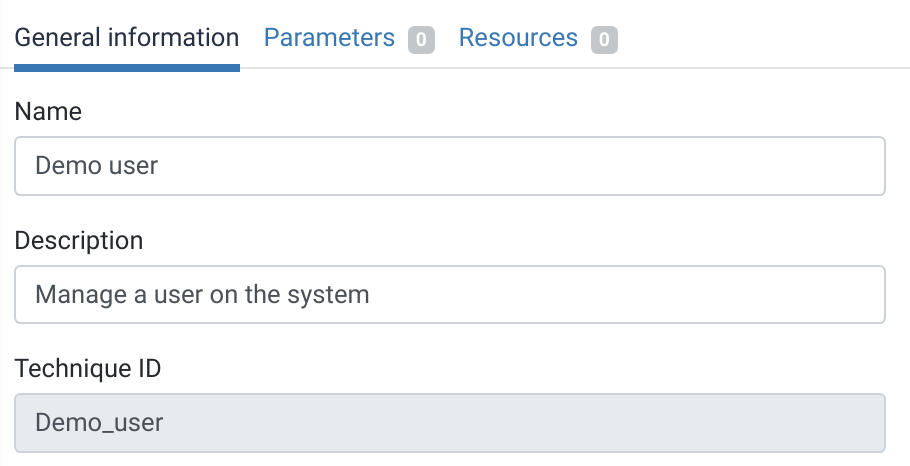 General information Parameters 0 Resources 0
Name
Demo user
Description
Manage a user on the system
Technique ID
Demo_user